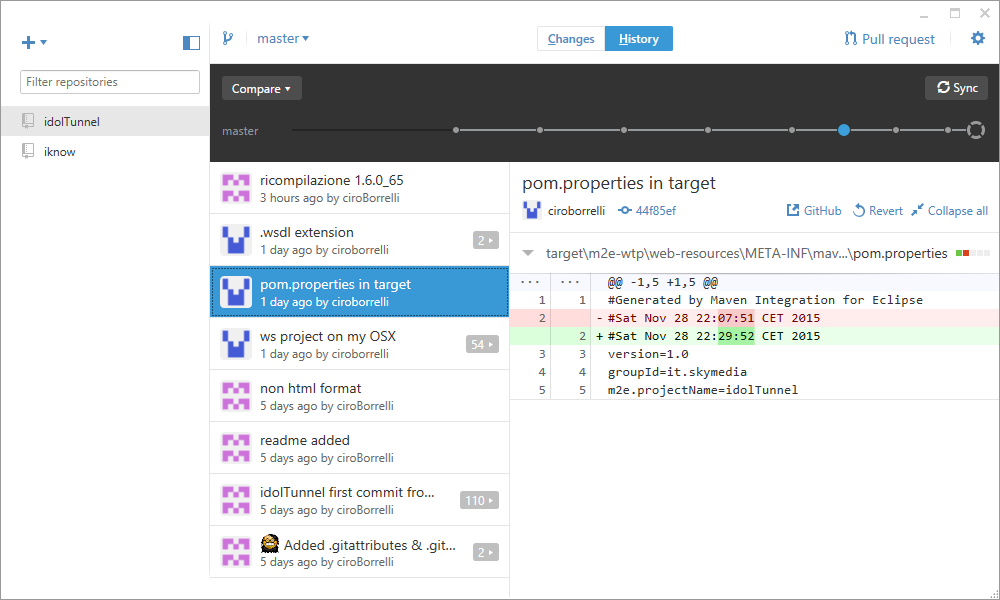 master
Changes
History
Pull request
Filter repositories
idolTunnel
iknow
Compare
Sync
master
ricompilazione 1.6.0_65
3 hours ago by ciroBorrelli
.wsdl extension
1 day ago by ciroborrelli
2
pom.properties in target
1 day ago by ciroborrelli
ws project on my OSX
1 day ago by ciroborrelli
54
non html format
5 days ago by ciroBorrelli
readme added
5 days ago by ciroBorrelli
idolTunnel first commit fro...
5 days ago by ciroBorrelli
110
Added .gitattributes & .git...
5 days ago by ciroBorrelli
2
pom.properties in target
ciroborrelli 44f85ef GitHub Revert Collapse all
target\m2e-wtp\web-resources\META-INF\mav...\pom.properties
... ... @@ -1,5 +1,5 @@
1 1 #Generated by Maven Integration for Eclipse
2 -#Sat Nov 28 22:07:51 CET 2015
2 +#Sat Nov 28 22:29:52 CET 2015
3 3 version=1.0
4 4 groupId=it.skymedia
5 5 m2e.projectName=idolTunnel